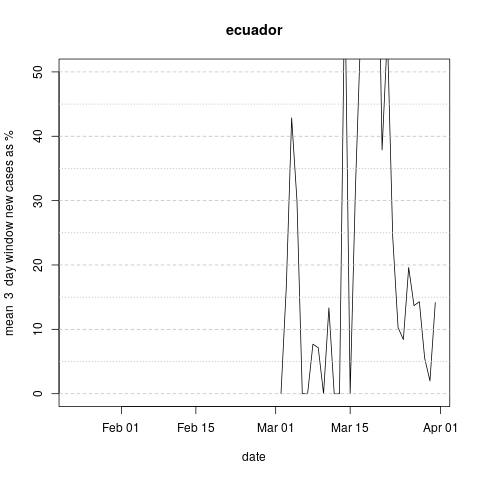 ecuador
50
40
30
20
10
0
mean  3  day window new cases as %
Feb 01
Feb 15
Mar 01
Mar 15
Apr 01
date